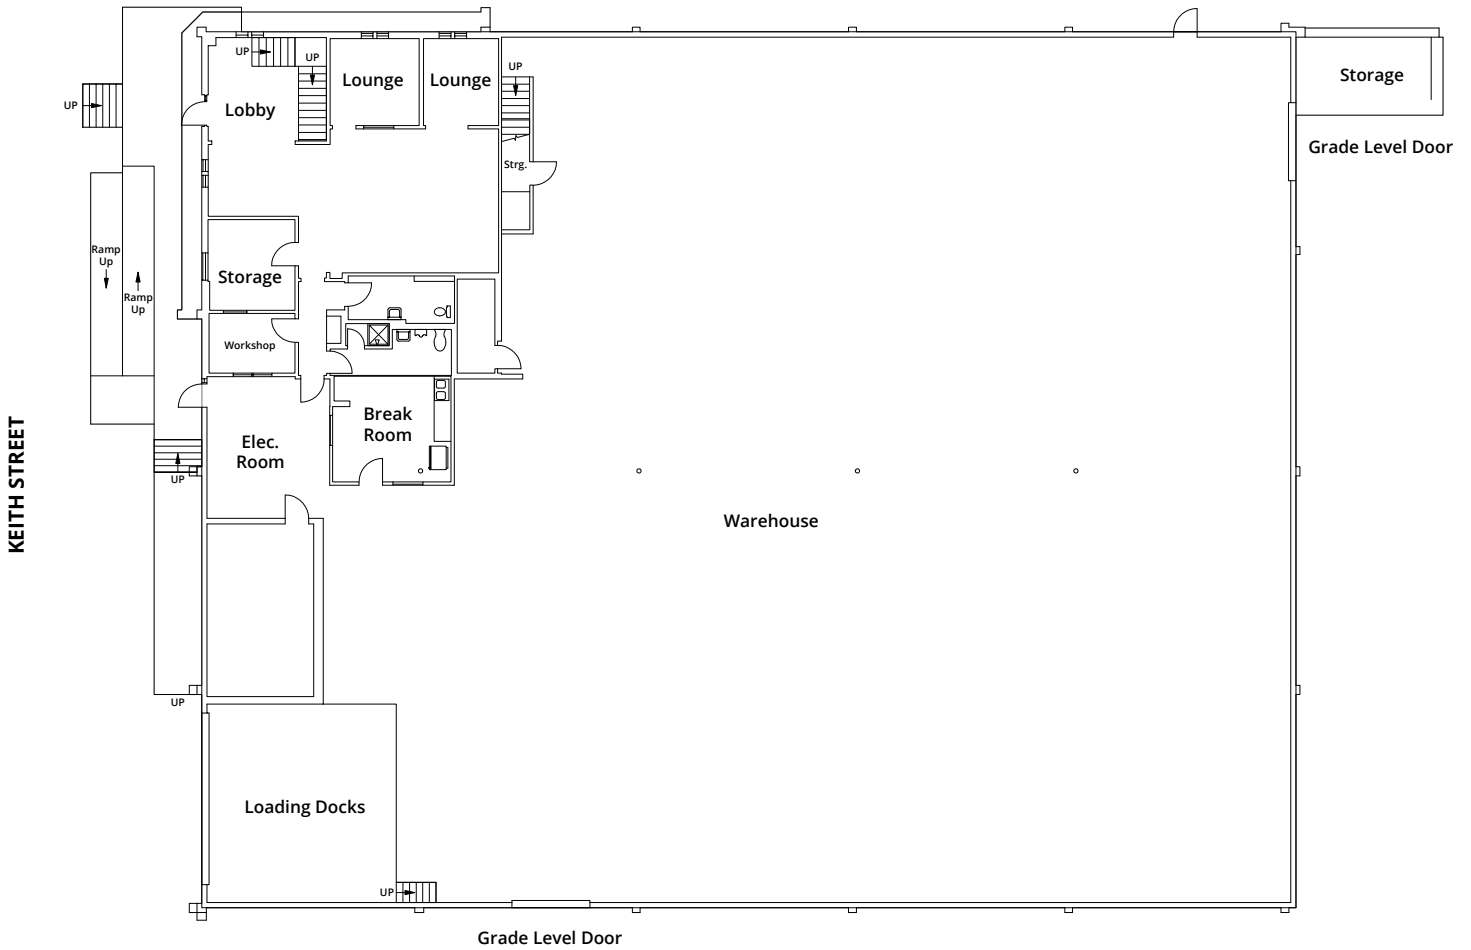 UP
UP
UP
Lounge
Lounge
UP
Storage
UP
Lobby
Grade Level Door
Strg.
Ramp
Up
Storage
Ramp
Up
Workshop
Break
Room
Elec.
Room
KEITH STREET
UP
Warehouse
UP
Loading Docks
UP
Grade Level Door